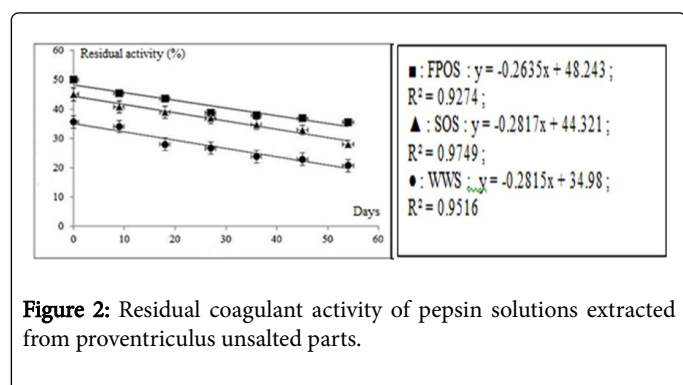 60
Residual activity (%)
50
40
30
20
10
0
Days
0 10 20 30 40 50 60
■: FPOS : y = -0.2635x + 48.243 ;
R² = 0.9274 ;
▲: SOS : y = -0.2817x + 44.321 ;
R² = 0.9749 ;
●: WWS : y = -0.2815x + 34.98 ;
R² = 0.9516
Figure 2: Residual coagulant activity of pepsin solutions extracted
from proventriculus unsalted parts.